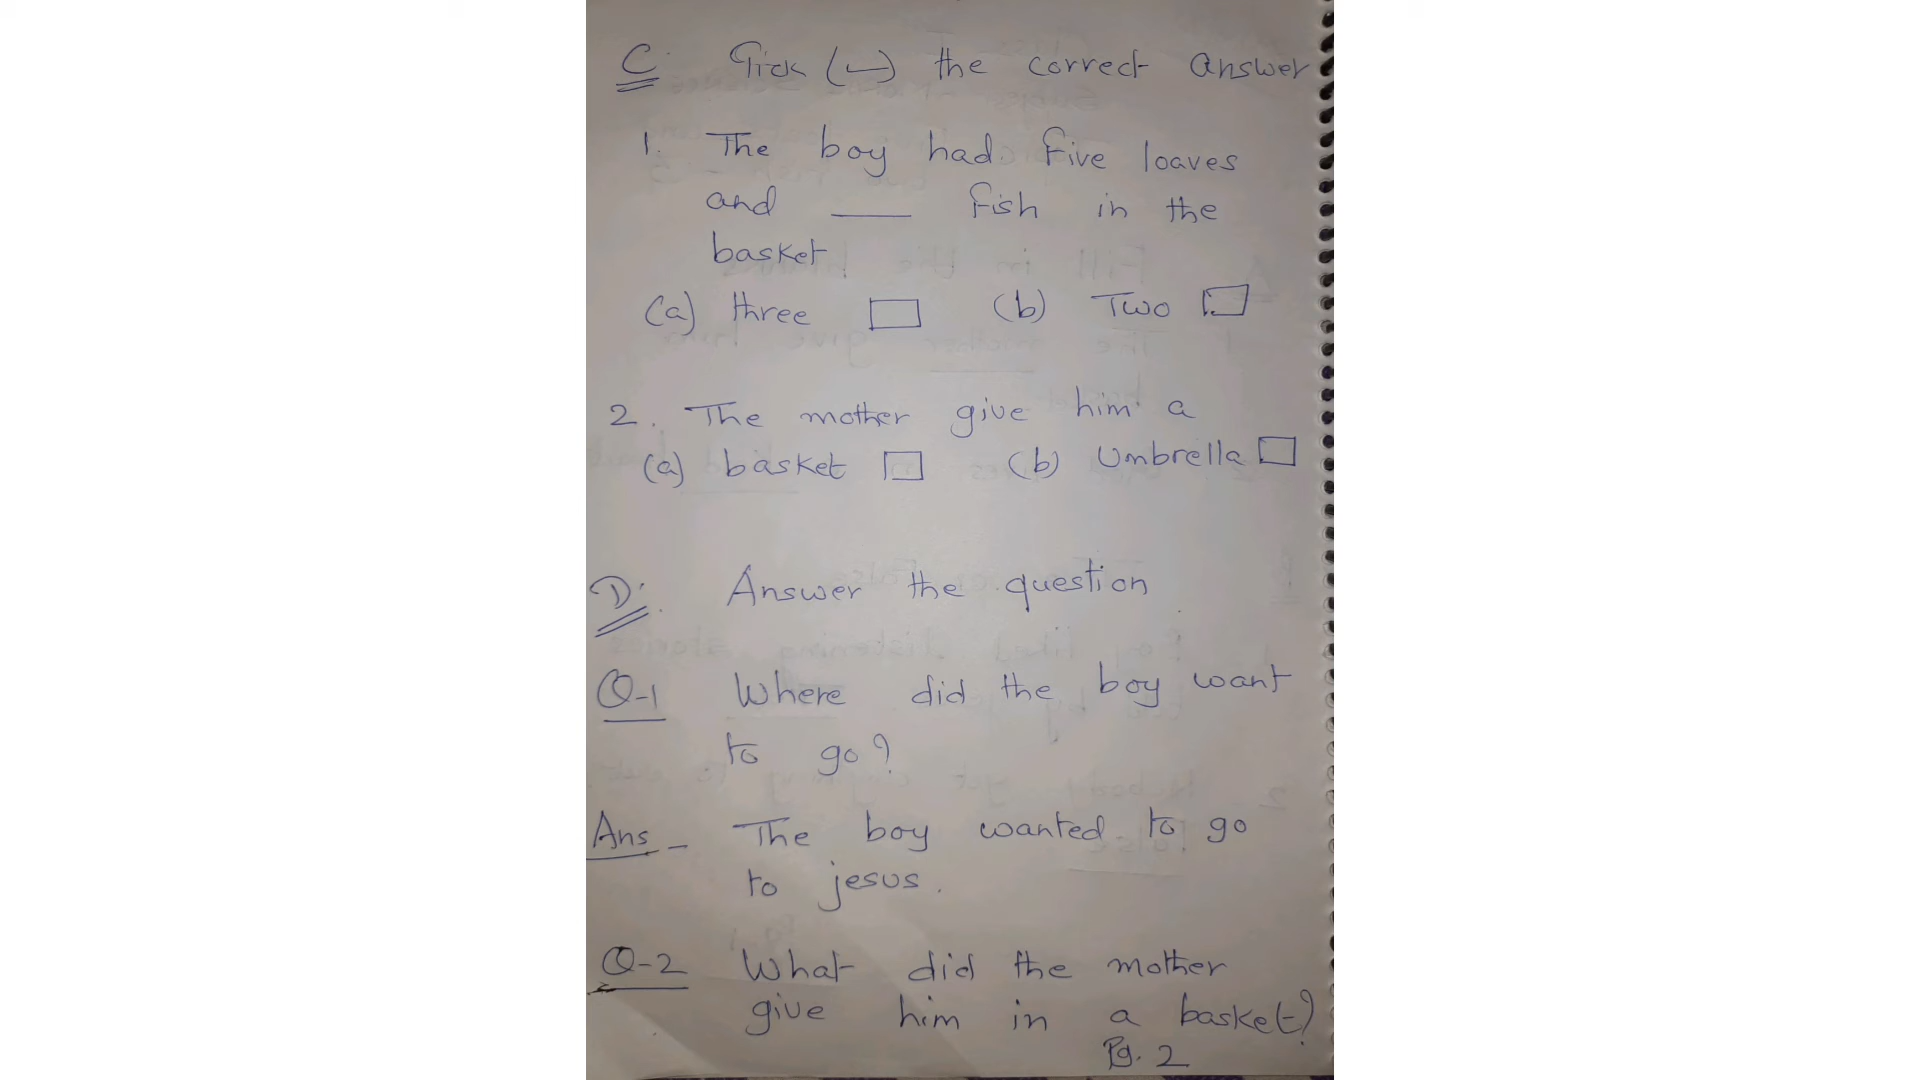 C. Tick (✓) the correct answer
1. The boy had five loaves
and ____ fish in the
basket
(a) three ☐ (b) Two ☐
2. The mother give him a
(a) basket ☐ (b) Umbrella ☐
D. Answer the question
Q-1 Where did the boy want
to go?
Ans - The boy wanted to go
to jesus.
Q-2 What did the mother
give him in a basket?
Pg. 2